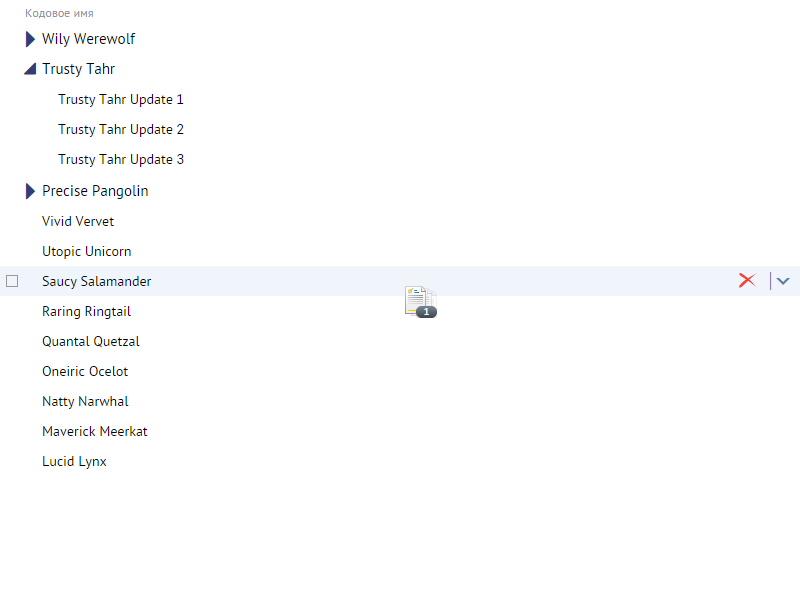 Кодовое имя
Wily Werewolf
Trusty Tahr
Trusty Tahr Update 1
Trusty Tahr Update 2
Trusty Tahr Update 3
Precise Pangolin
Vivid Vervet
Utopic Unicorn
Saucy Salamander
1
Raring Ringtail
Quantal Quetzal
Oneiric Ocelot
Natty Narwhal
Maverick Meerkat
Lucid Lynx